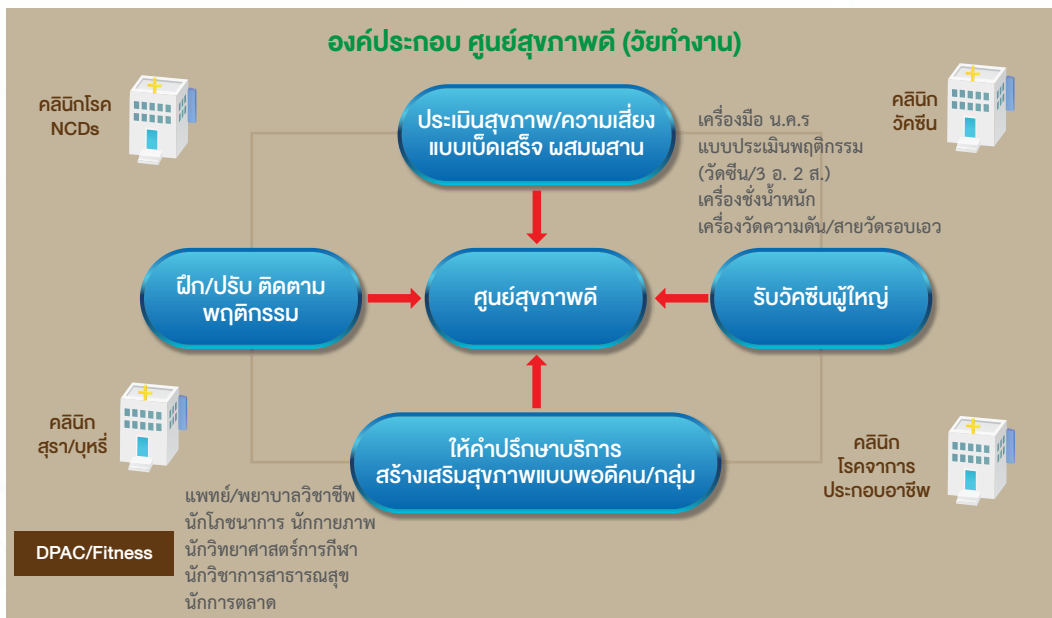 องค์ประกอบ ศูนย์สุขภาพดี (วัยทำงาน)
คลินิกโรค
NCDs
ประเมินสุขภาพ/ความเสี่ยง
แบบเบ็ดเสร็จ ผสมผสาน
คลินิก
วัคซีน
เครื่องมือ น.ค.ร
แบบประเมินพฤติกรรม
(วัดซีน/3 อ. 2 ส.)
เครื่องชั่งน้ำหนัก
เครื่องวัดความดัน/สายวัดรอบเอว
ฝึก/ปรับ ติดตาม
พฤติกรรม
ศูนย์สุขภาพดี
รับวัคซีนผู้ใหญ่
คลินิก
สุรา/บุหรี่
ให้คำปรึกษาบริการ
สร้างเสริมสุขภาพแบบพอดีคน/กลุ่ม
คลินิก
โรคจาการ
ประกอบอาชีพ
DPAC/Fitness
แพทย์/พยาบาลวิชาชีพ
นักโภชนาการ นักกายภาพ
นักวิทยาศาสตร์การกีฬา
นักวิชาการสาธารณสุข
นักการตลาด